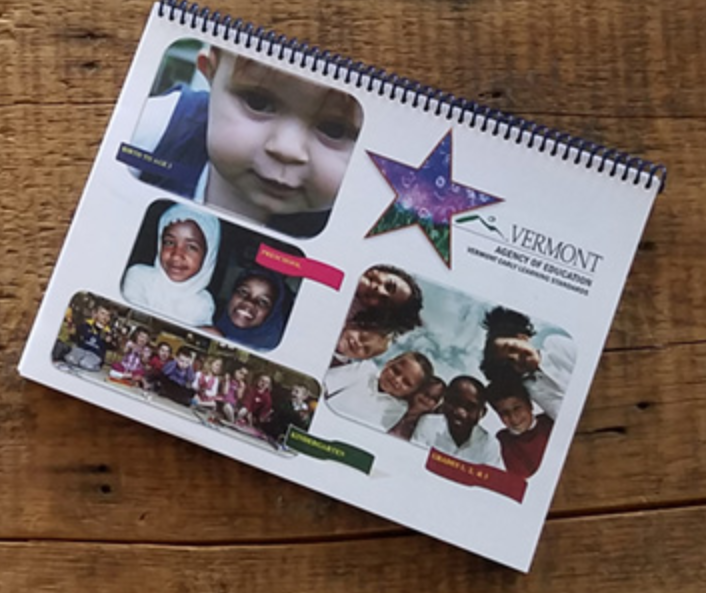 BIRTH TO AGE 3
VERMONT
AGENCY OF EDUCATION
VERMONT EARLY LEARNING STANDARDS
PRESCHOOL
KINDERGARTEN
GRADES 1, 2, & 3